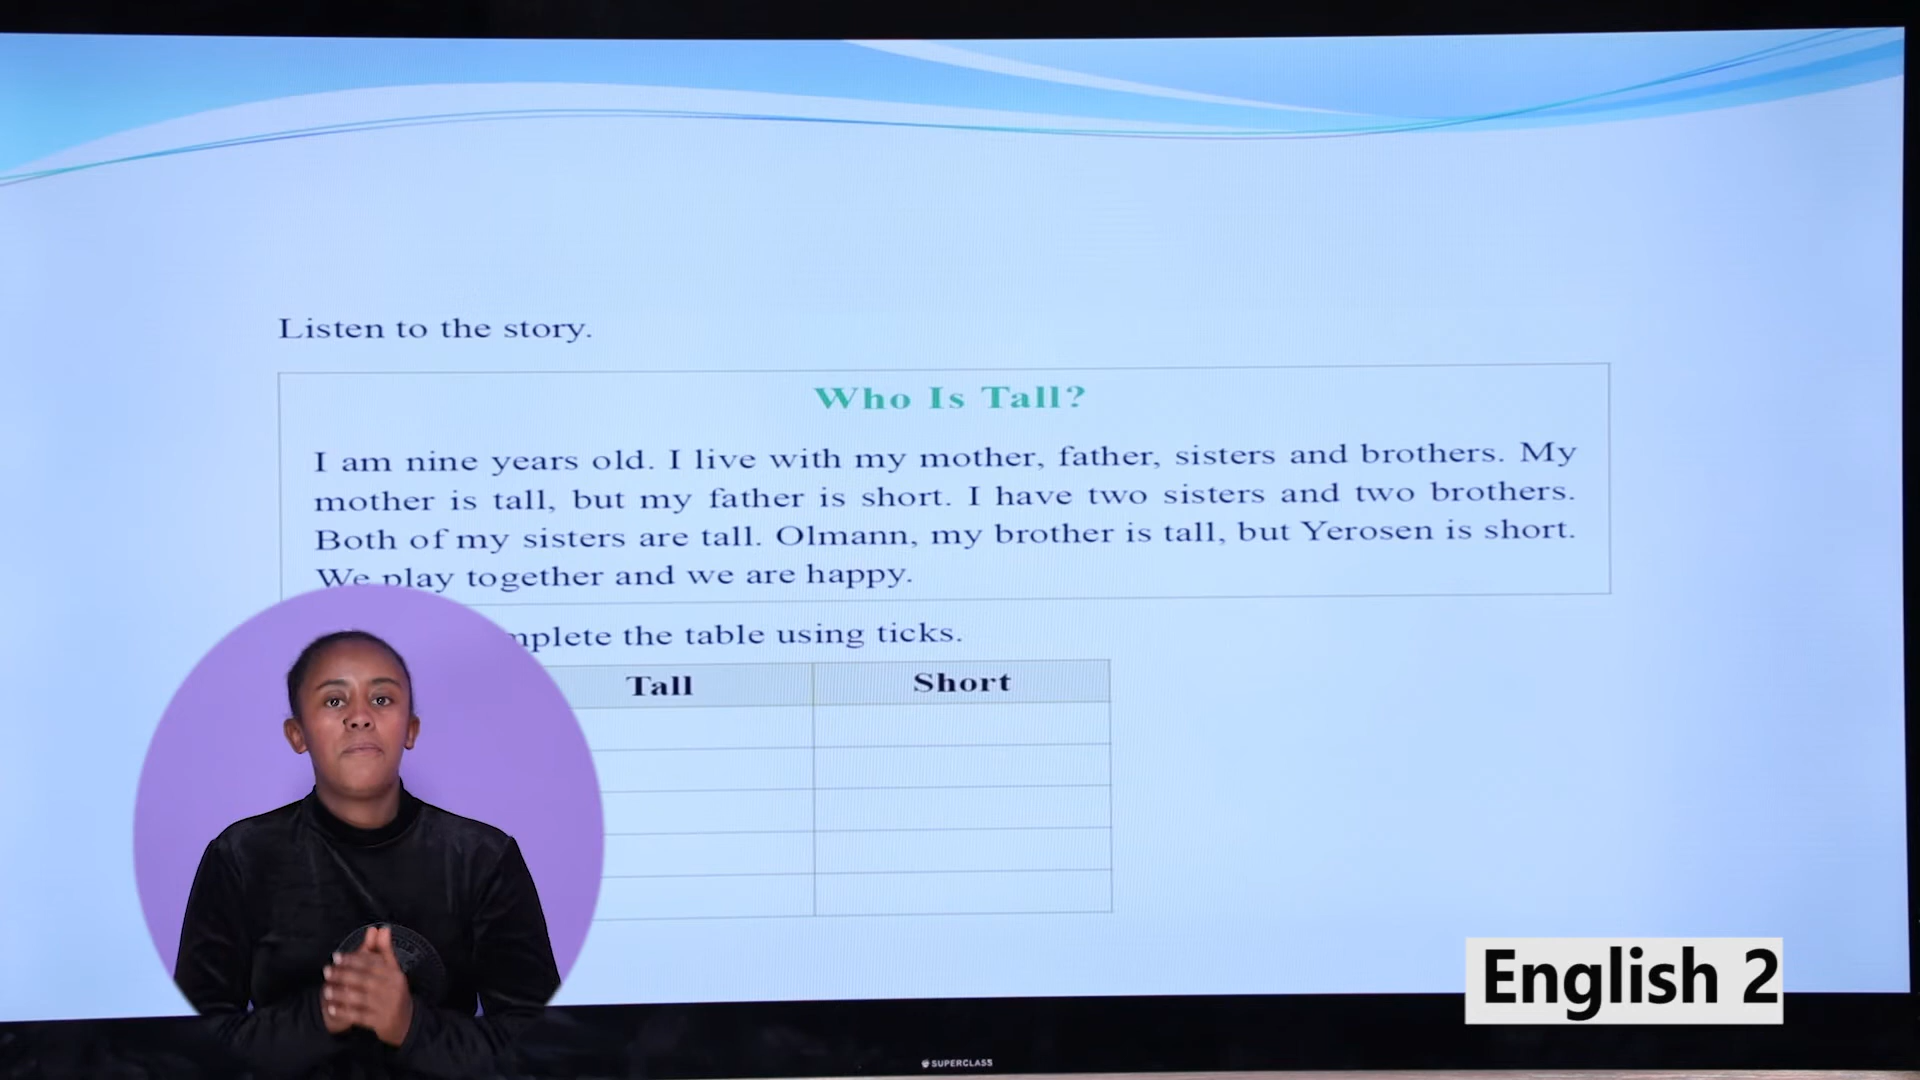 Listen to the story.
Who Is Tall?
I am nine years old. I live with my mother, father, sisters and brothers. My
mother is tall, but my father is short. I have two sisters and two brothers.
Both of my sisters are tall. Olmann, my brother is tall, but Yerosen is short.
We play together and we are happy.
the table using ticks.
Tall Short
English 2
SUPERCLASS